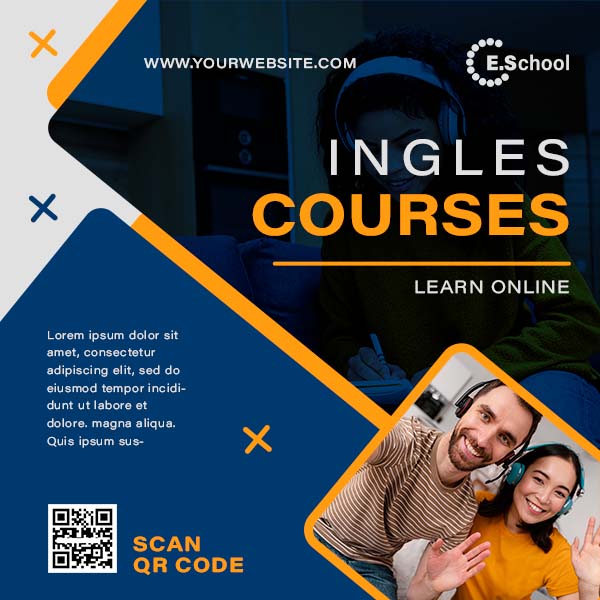 WWW.YOURWEBSITE.COM
E.School
INGLES
COURSES
LEARN ONLINE
Lorem ipsum dolor sit
amet, consectetur
adipiscing elit, sed do
eiusmod tempor incidi-
dunt ut labore et
dolore. magna aliqua.
Quis ipsum sus-
SCAN
QR CODE